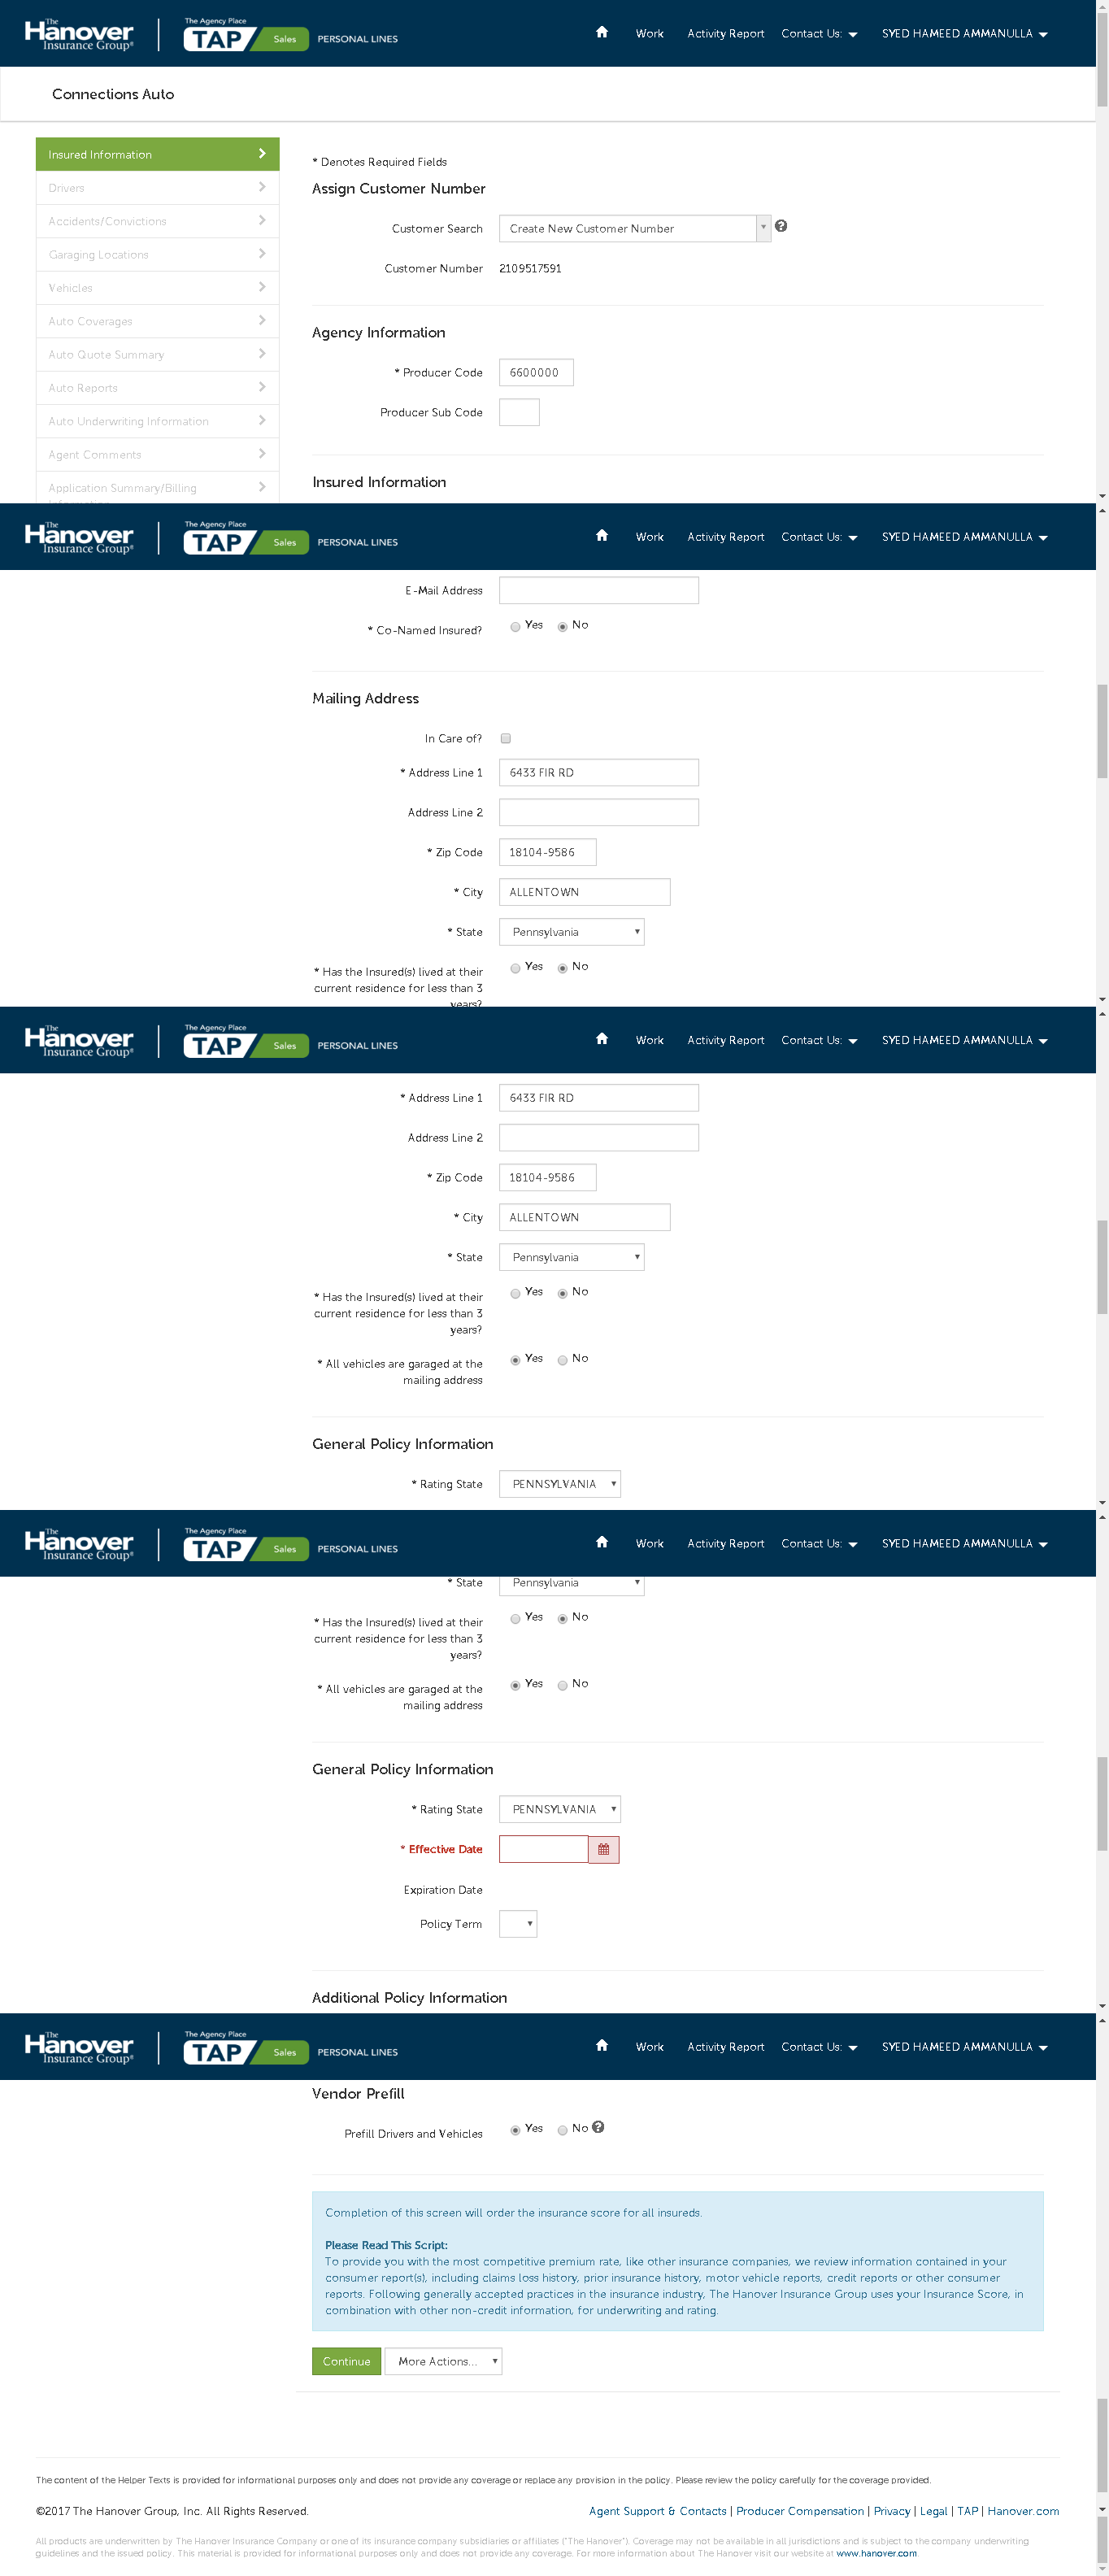 The Hanover Insurance Group® The Agency Place TAP Sales PERSONAL LINES Work Activity Report Contact Us: SYED HAMEED AMMANULLA
Connections Auto
Insured Information
Drivers
Accidents/Convictions
Garaging Locations
Vehicles
Auto Coverages
Auto Quote Summary
Auto Reports
Auto Underwriting Information
Agent Comments
Application Summary/Billing
* Denotes Required Fields
Assign Customer Number
Customer Search Create New Customer Number
Customer Number 2109517591
Agency Information
* Producer Code 6600000
Producer Sub Code
Insured Information
The Hanover Insurance Group® The Agency Place TAP Sales PERSONAL LINES Work Activity Report Contact Us: SYED HAMEED AMMANULLA
E-Mail Address
* Co-Named Insured? Yes No
Mailing Address
In Care of?
* Address Line 1 6433 FIR RD
Address Line 2
* Zip Code 18104-9586
* City ALLENTOWN
* State Pennsylvania
* Has the Insured(s) lived at their Yes No
current residence for less than 3
years?
The Hanover Insurance Group® The Agency Place TAP Sales PERSONAL LINES Work Activity Report Contact Us: SYED HAMEED AMMANULLA
* Address Line 1 6433 FIR RD
Address Line 2
* Zip Code 18104-9586
* City ALLENTOWN
* State Pennsylvania
* Has the Insured(s) lived at their Yes No
current residence for less than 3
years?
* All vehicles are garaged at the Yes No
mailing address
General Policy Information
* Rating State PENNSYLVANIA
The Hanover Insurance Group® The Agency Place TAP Sales PERSONAL LINES Work Activity Report Contact Us: SYED HAMEED AMMANULLA
* State Pennsylvania
* Has the Insured(s) lived at their Yes No
current residence for less than 3
years?
* All vehicles are garaged at the Yes No
mailing address
General Policy Information
* Rating State PENNSYLVANIA
* Effective Date
Expiration Date
Policy Term
Additional Policy Information
The Hanover Insurance Group® The Agency Place TAP Sales PERSONAL LINES Work Activity Report Contact Us: SYED HAMEED AMMANULLA
Vendor Prefill
Prefill Drivers and Vehicles Yes No
Completion of this screen will order the insurance score for all insureds.
Please Read This Script:
To provide you with the most competitive premium rate, like other insurance companies, we review information contained in your
consumer report(s), including claims loss history, prior insurance history, motor vehicle reports, credit reports or other consumer
reports. Following generally accepted practices in the insurance industry, The Hanover Insurance Group uses your Insurance Score, in
combination with other non-credit information, for underwriting and rating.
Continue More Actions...
The content of the Helper Texts is provided for informational purposes only and does not provide any coverage or replace any provision in the policy. Please review the policy carefully for the coverage provided.
©2017 The Hanover Group, Inc. All Rights Reserved. Agent Support & Contacts | Producer Compensation | Privacy | Legal | TAP | Hanover.com
All products are underwritten by The Hanover Insurance Company or one of its insurance company subsidiaries or affiliates ("The Hanover"). Coverage may not be available in all jurisdictions and is subject to the company underwriting
guidelines and the issued policy. This material is provided for informational purposes only and does not provide any coverage. For more information about The Hanover visit our website at www.hanover.com